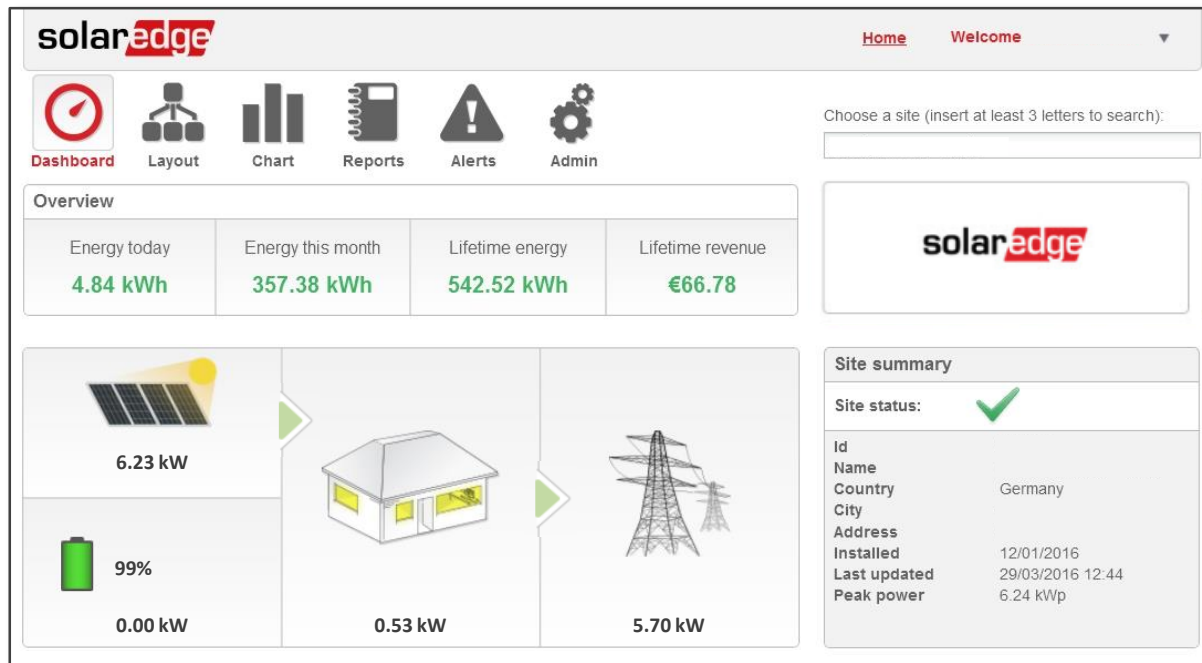 solaredge
Home Welcome
Dashboard Layout Chart Reports Alerts Admin
Choose a site (insert at least 3 letters to search):
Overview
Energy today Energy this month Lifetime energy Lifetime revenue
4.84 kWh 357.38 kWh 542.52 kWh €66.78
solaredge
6.23 kW
99%
0.00 kW 0.53 kW 5.70 kW
Site summary
Site status:
Id
Name
Country Germany
City
Address
Installed 12/01/2016
Last updated 29/03/2016 12:44
Peak power 6.24 kWp